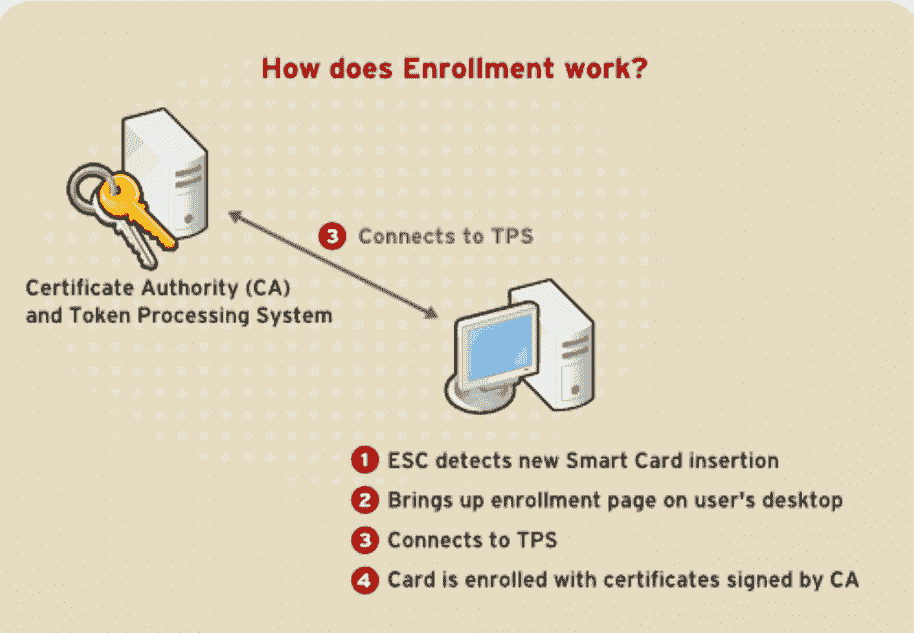 How does Enrollment work?
3 Connects to TPS
Certificate Authority (CA)
and Token Processing System
1 ESC detects new Smart Card insertion
2 Brings up enrollment page on user's desktop
3 Connects to TPS
4 Card is enrolled with certificates signed by CA